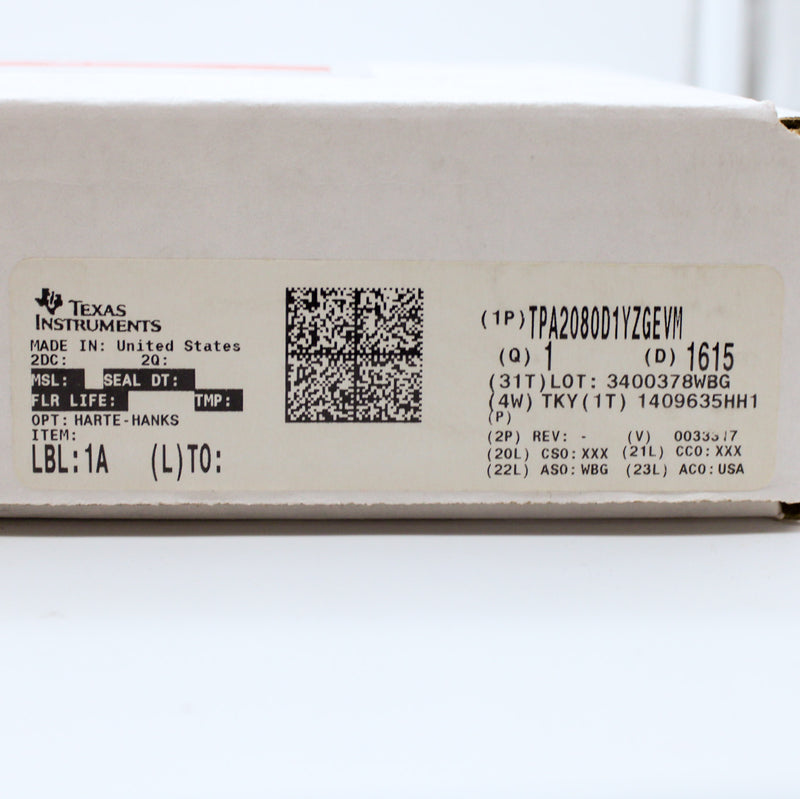 TEXAS
INSTRUMENTS
MADE IN: United States
2DC: 2Q:
MSL: SEAL DT:
FLR LIFE: TMP:
OPT: HARTE-HANKS
ITEM:
LBL: 1A (L)TO:
(1P) TPA2080D1YZGEVM
(Q) 1 (D) 1615
(31T)LOT: 3400378WBG
(4W) TKY(1T) 1409635HH1
(P)
(2P) REV: - (V)
(20L) CSO: XXX (21L) CCO: XXX
(22L) ASO: WBG (23L) ACO: USA